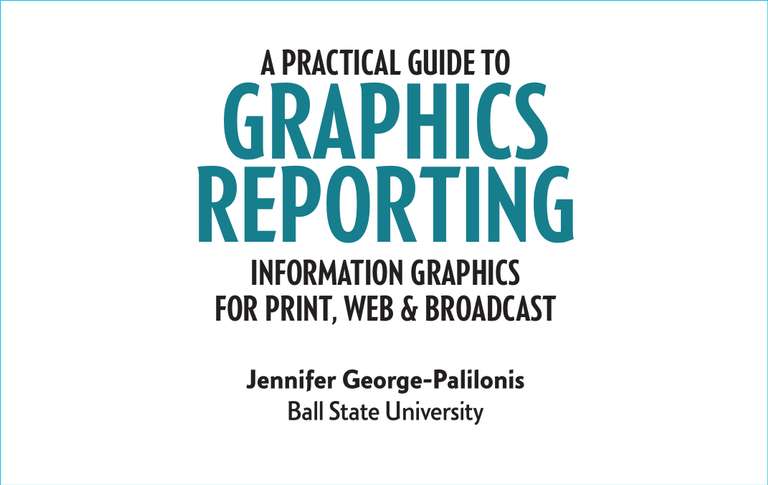 A PRACTICAL GUIDE TO
GRAPHICS
REPORTING
INFORMATION GRAPHICS
FOR PRINT, WEB & BROADCAST
Jennifer George-Palilonis
Ball State University